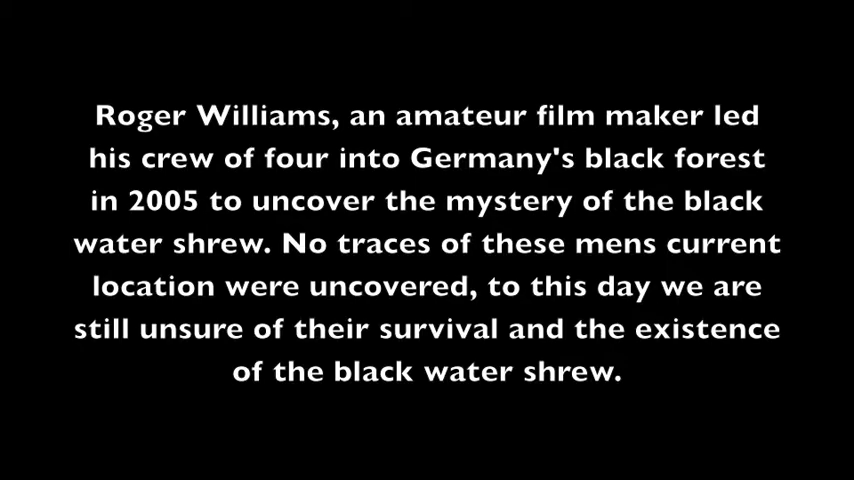 Roger Williams, an amateur film maker led
his crew of four into Germany's black forest
in 2005 to uncover the mystery of the black
water shrew. No traces of these mens current
location were uncovered, to this day we are
still unsure of their survival and the existence
of the black water shrew.